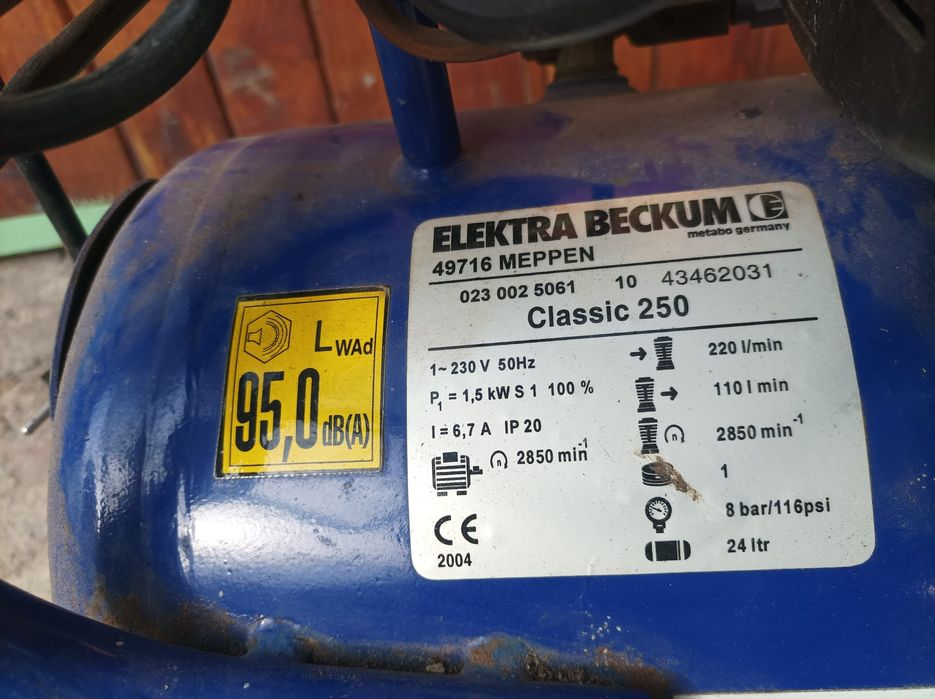 LWAd
95,0 dB(A)
ELEKTRA BECKUM
metabo germany
49716 MEPPEN
023 002 5061 10 43462031
Classic 250
1~ 230 V 50Hz
P1 = 1,5 kW S 1 100 %
I = 6,7 A IP 20
n 2850 min-1
CE
2004
220 l/min
110 l min
n 2850 min-1
1
8 bar/116psi
24 ltr